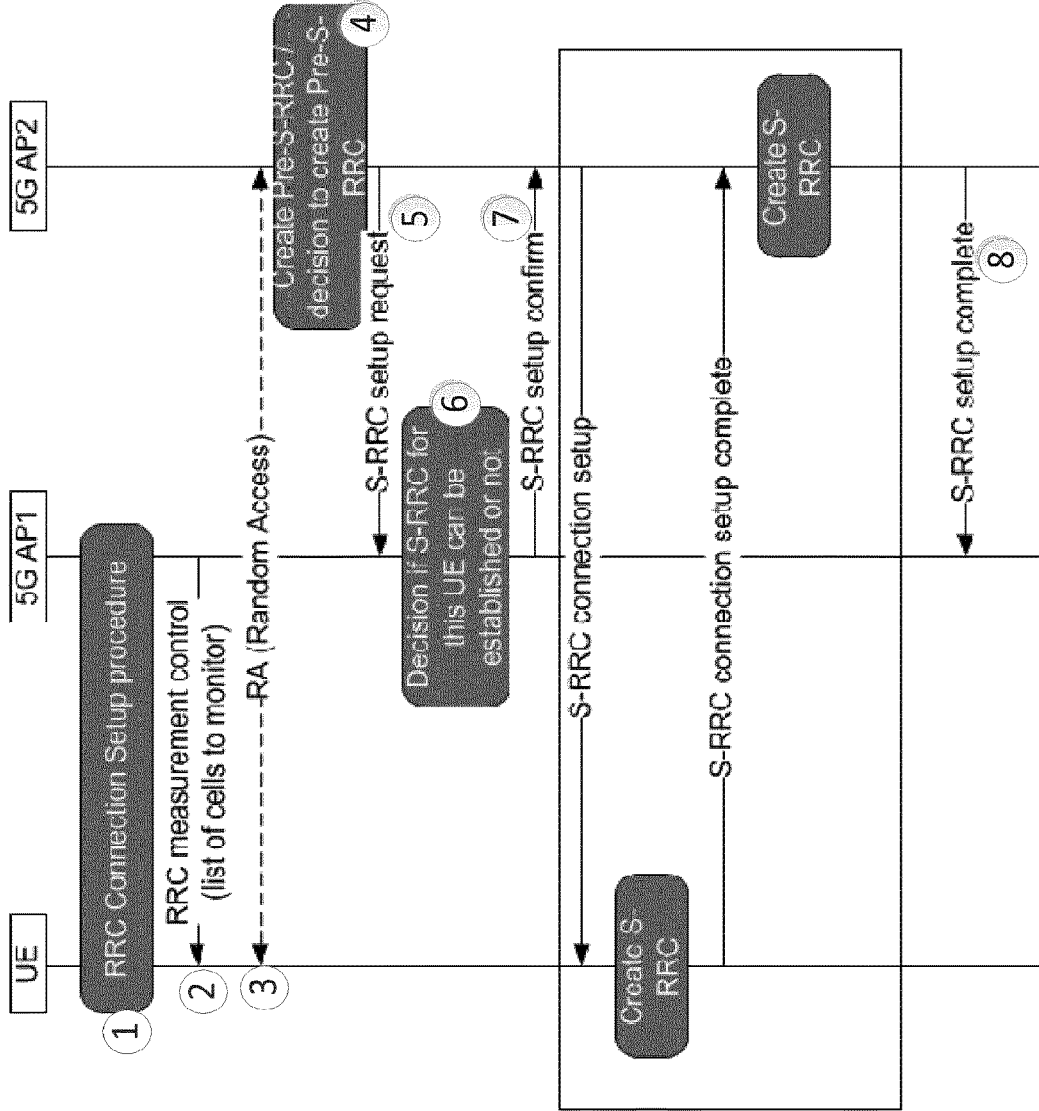 UE
5G AP1
5G AP2
1
RRC Connection Setup procedure
2
RRC measurement control
(list of cells to monitor)
3
RA (Random Access)
Create Pre-S-RRC /
decision to create Pre-S-
RRC
4
S-RRC setup request
5
Decision if S-RRC for
this UE can be
established or not
6
S-RRC setup confirm
7
S-RRC connection setup
Create S-
RRC
S-RRC connection setup complete
Create S-
RRC
S-RRC setup complete
8